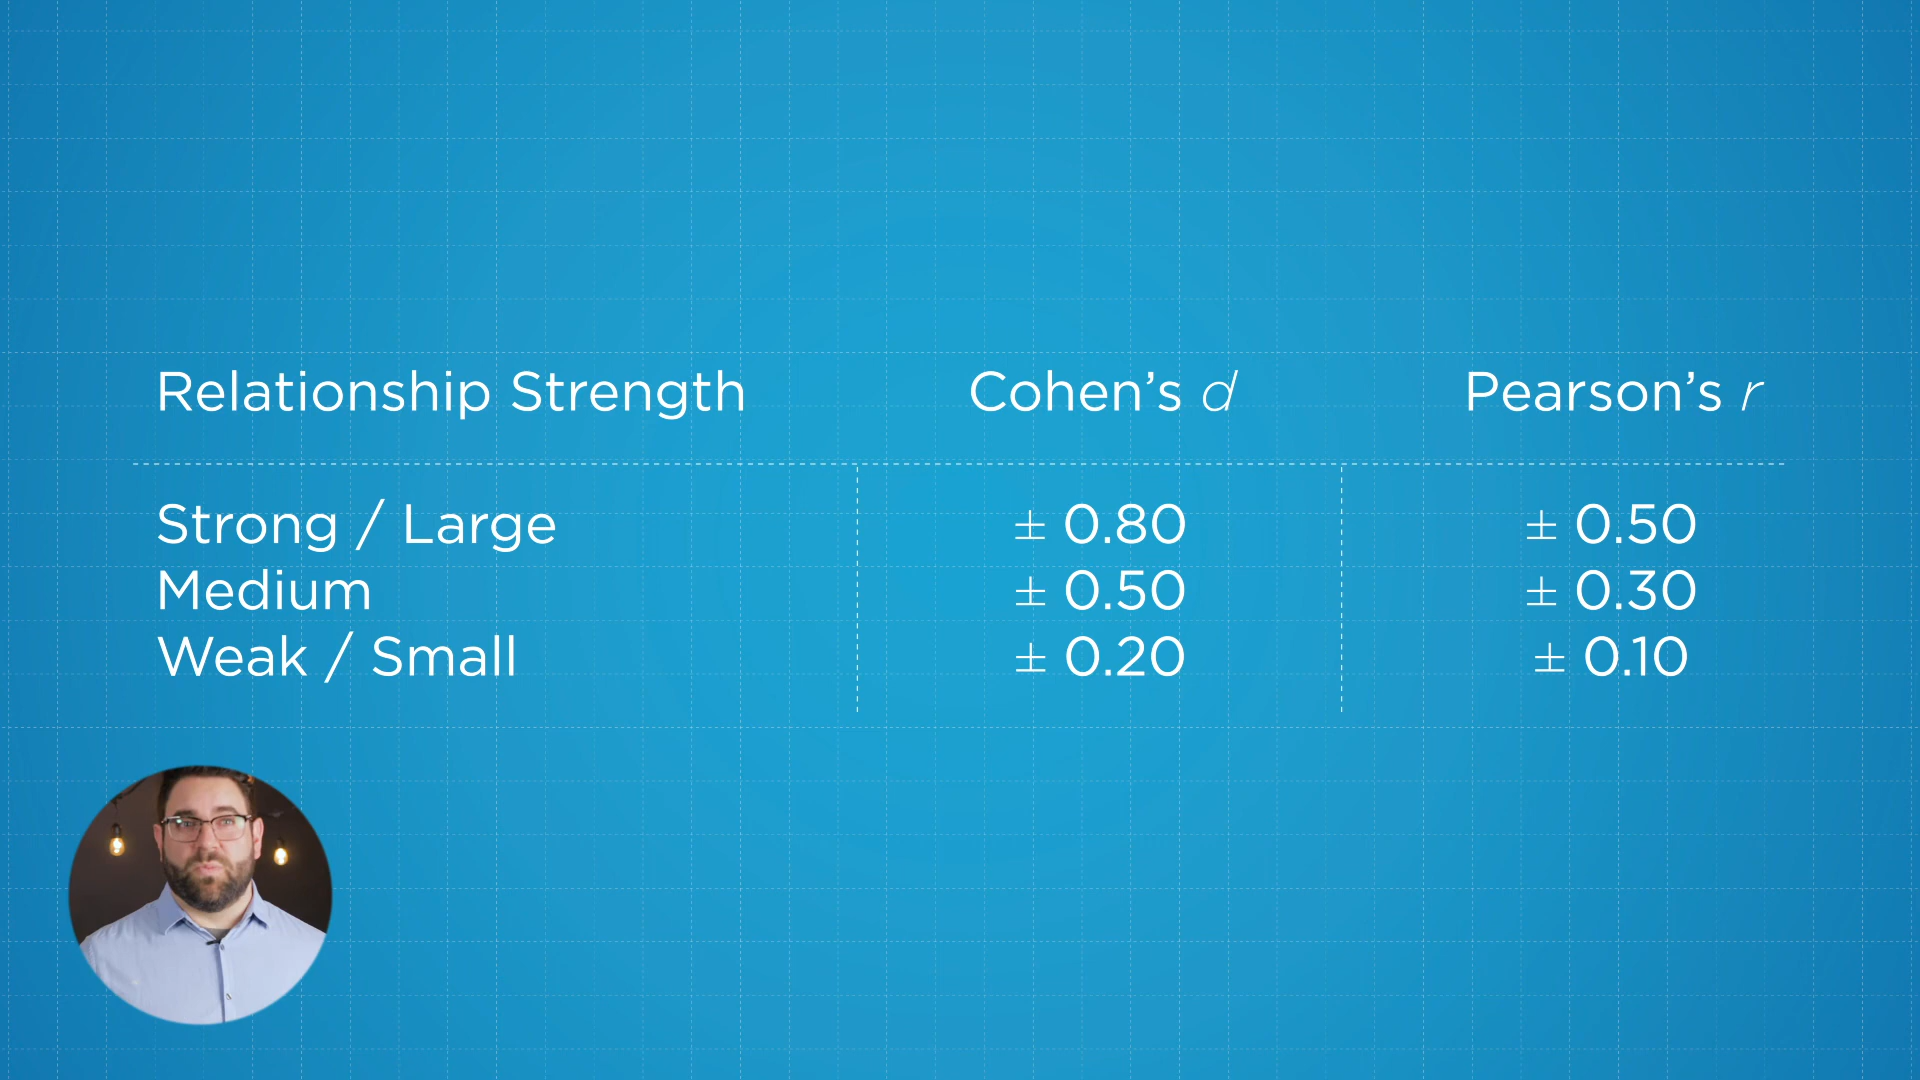 Relationship Strength Cohen’s d Pearson’s r
Strong / Large ± 0.80 ± 0.50
Medium ± 0.50 ± 0.30
Weak / Small ± 0.20 ± 0.10